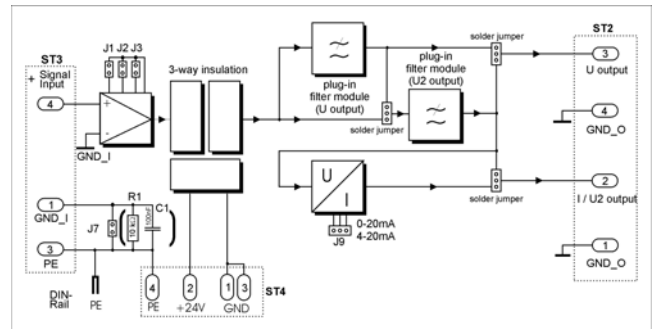 ST3
+ Signal
Input
4
J1 J2 J3
+
-
GND_I
3-way insulation
plug-in
filter module
(U output)
solder jumper
plug-in
filter module
(U2 output)
solder jumper
ST2
3
U output
4
GND_O
2
I / U2 output
1
GND_O
U
I
0-20mA
4-20mA
J9
solder jumper
1
GND_I
J7
R1
10 kΩ
C1
100nF
3
PE
DIN-
Rail
PE
4
PE
2
+24V
1
3
GND
ST4